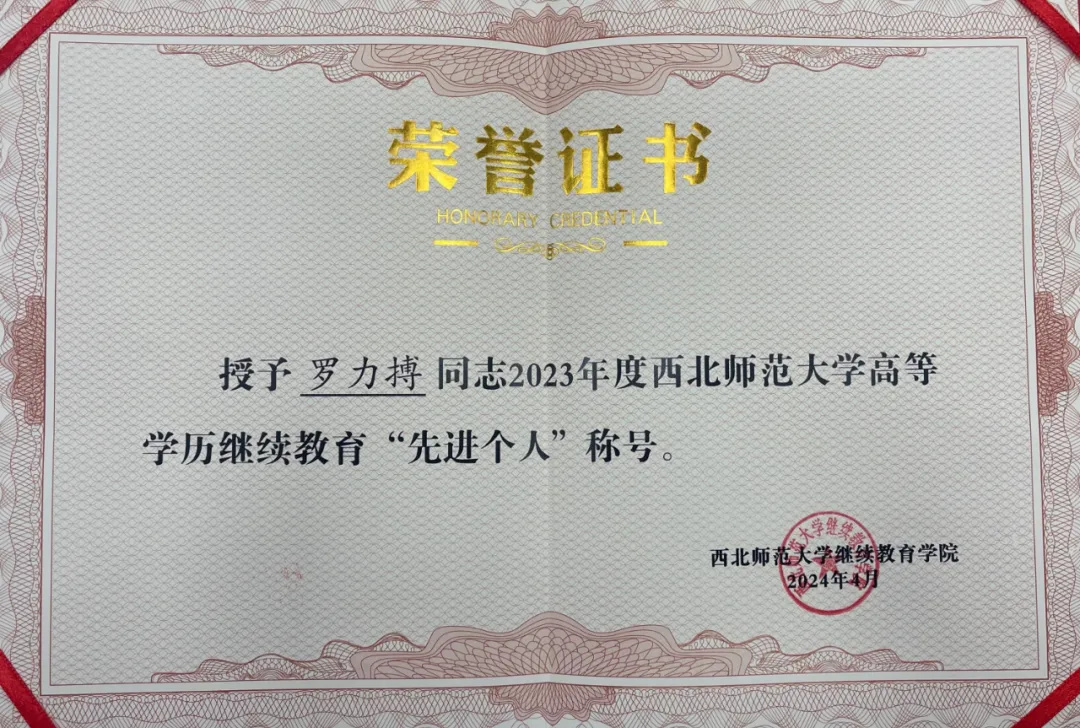 荣誉证书
HONORARY CREDENTIAL
授予 罗力搏 同志2023年度西北师范大学高等
学历继续教育“先进个人”称号。
西北师范大学继续教育学院
2024年4月